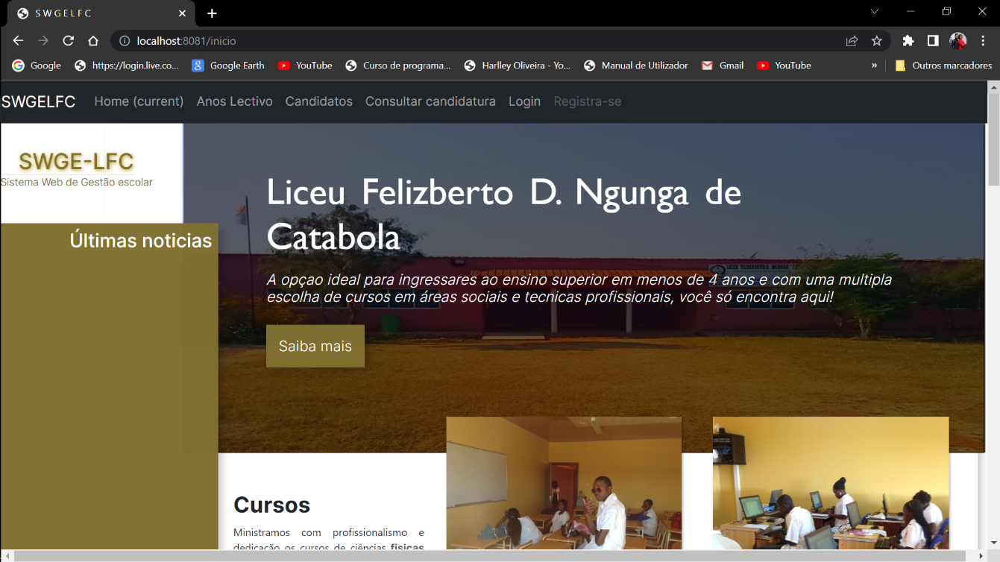 S W G E L F C
localhost:8081/inicio
Google
https://login.live.co...
Google Earth
YouTube
Curso de programa...
Harlley Oliveira - Yo...
Manual de Utilizador
Gmail
YouTube
»
Outros marcadores
SWGELFC
Home (current)
Anos Lectivo
Candidatos
Consultar candidatura
Login
Registra-se
SWGE-LFC
Sistema Web de Gestão escolar
Últimas noticias
Liceu Felizberto D. Ngunga de
Catabola
A opçao ideal para ingressares ao ensino superior em menos de 4 anos e com uma multipla
escolha de cursos em áreas sociais e tecnicas profissionais, você só encontra aqui!
Saiba mais
Cursos
Ministramos com profissionalismo e
dedicação os cursos de ciências fisicas